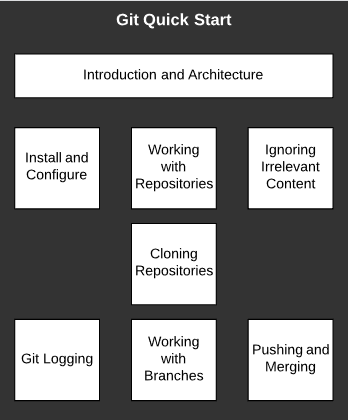 Git Quick Start
Introduction and Architecture
Install and
Configure
Working
with
Repositories
Ignoring
Irrelevant
Content
Cloning
Repositories
Git Logging
Working
with
Branches
Pushing and
Merging